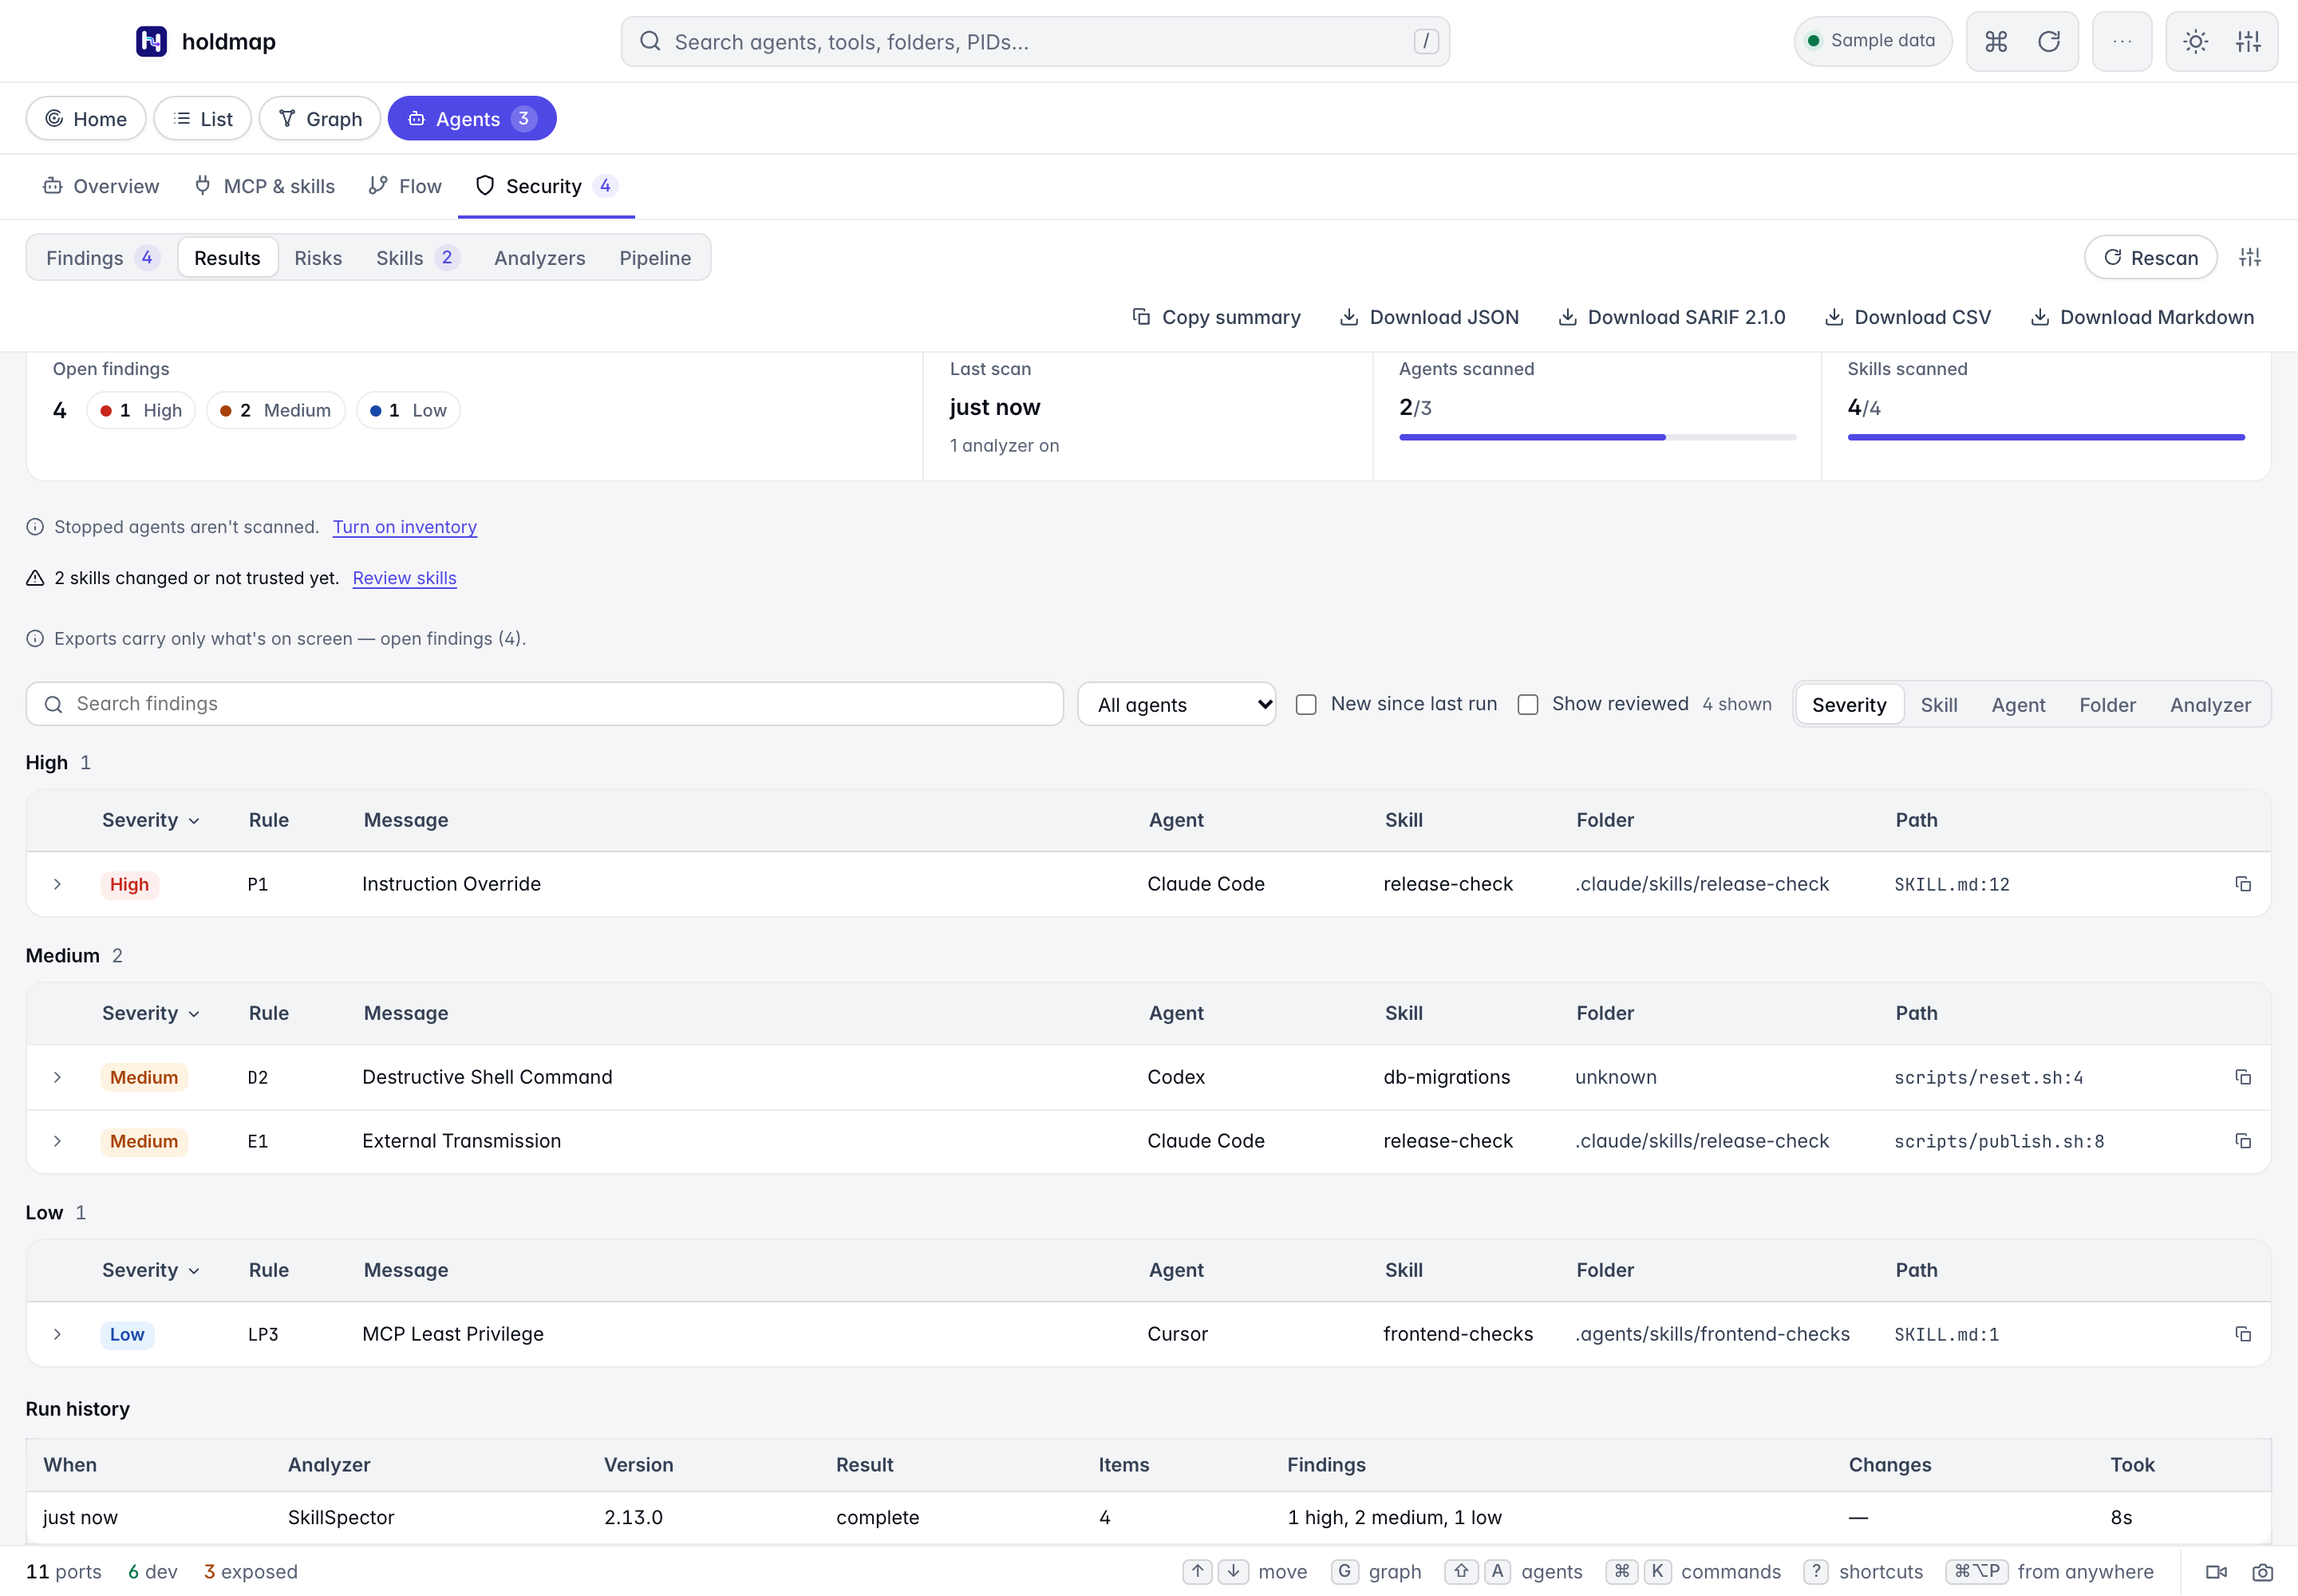 holdmap
Search agents, tools, folders, PIDs...
/
Sample data
Home
List
Graph
Agents 3
Overview
MCP & skills
Flow
Security 4
Findings 4
Results
Risks
Skills 2
Analyzers
Pipeline
Rescan
Copy summary
Download JSON
Download SARIF 2.1.0
Download CSV
Download Markdown
Open findings
4 1 High 2 Medium 1 Low
Last scan
just now
1 analyzer on
Agents scanned
2/3
Skills scanned
4/4
Stopped agents aren't scanned. Turn on inventory
2 skills changed or not trusted yet. Review skills
Exports carry only what's on screen — open findings (4).
Search findings
All agents
New since last run
Show reviewed
4 shown
Severity Skill Agent Folder Analyzer
High 1
Severity Rule Message Agent Skill Folder Path
High P1 Instruction Override Claude Code release-check .claude/skills/release-check SKILL.md:12
Medium 2
Severity Rule Message Agent Skill Folder Path
Medium D2 Destructive Shell Command Codex db-migrations unknown scripts/reset.sh:4
Medium E1 External Transmission Claude Code release-check .claude/skills/release-check scripts/publish.sh:8
Low 1
Severity Rule Message Agent Skill Folder Path
Low LP3 MCP Least Privilege Cursor frontend-checks .agents/skills/frontend-checks SKILL.md:1
Run history
When Analyzer Version Result Items Findings Changes Took
just now SkillSpector 2.13.0 complete 4 1 high, 2 medium, 1 low — 8s
11 ports 6 dev 3 exposed
↑ ↓ move G graph ⇧ A agents ⌘ K commands ? shortcuts ⌘⌥P from anywhere